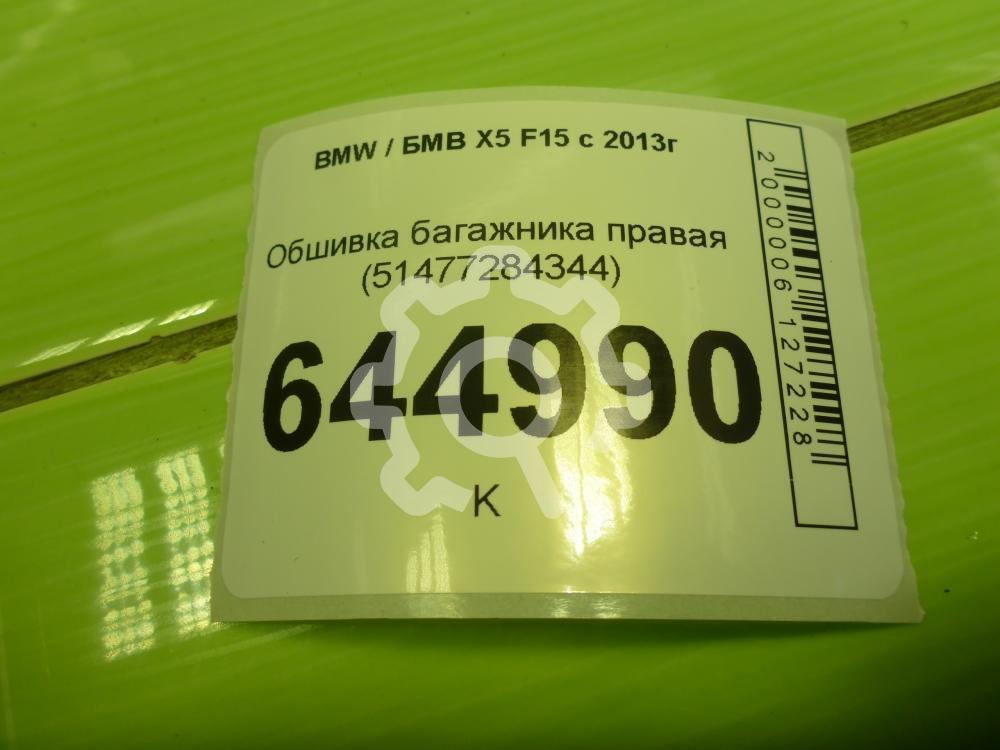 BMW / БМВ X5 F15 с 2013г
Обшивка багажника правая
(51477284344)
644990
К
2000006127228